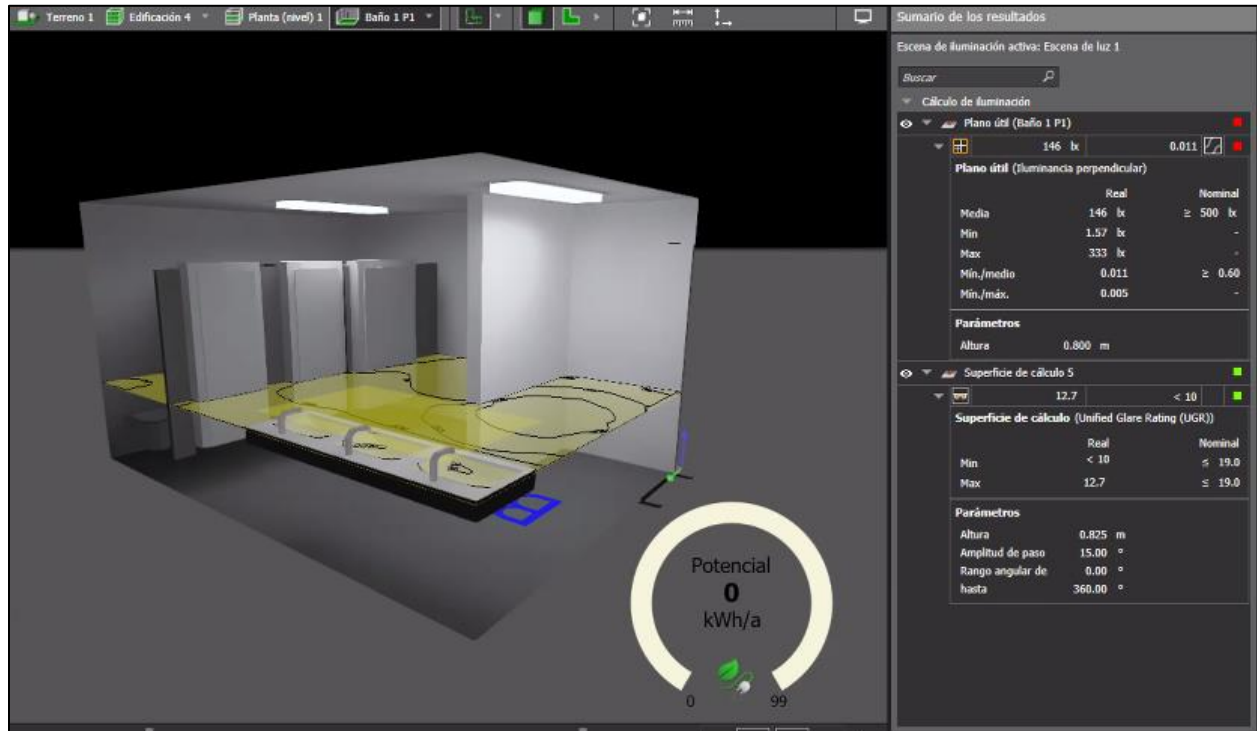 Terreno 1 Edificación 4 Planta (nivel) 1 Baño 1 P1
Sumario de los resultados
Escena de iluminación activa: Escena de luz 1
Buscar
Cálculo de iluminación
Plano útil (Baño 1 P1)
146 lx 0.011
Plano útil (Iluminancia perpendicular)
Real Nominal
Media 146 lx ≥ 500 lx
Min 1.57 lx -
Max 333 lx -
Mín./medio 0.011 ≥ 0.60
Mín./máx. 0.005 -
Parámetros
Altura 0.800 m
Superficie de cálculo 5
12.7 < 10
Superficie de cálculo (Unified Glare Rating (UGR))
Real Nominal
Min < 10 ≤ 19.0
Max 12.7 ≤ 19.0
Parámetros
Altura 0.825 m
Amplitud de paso 15.00 °
Rango angular de 0.00 °
hasta 360.00 °
Potencial
0
kWh/a
0 99